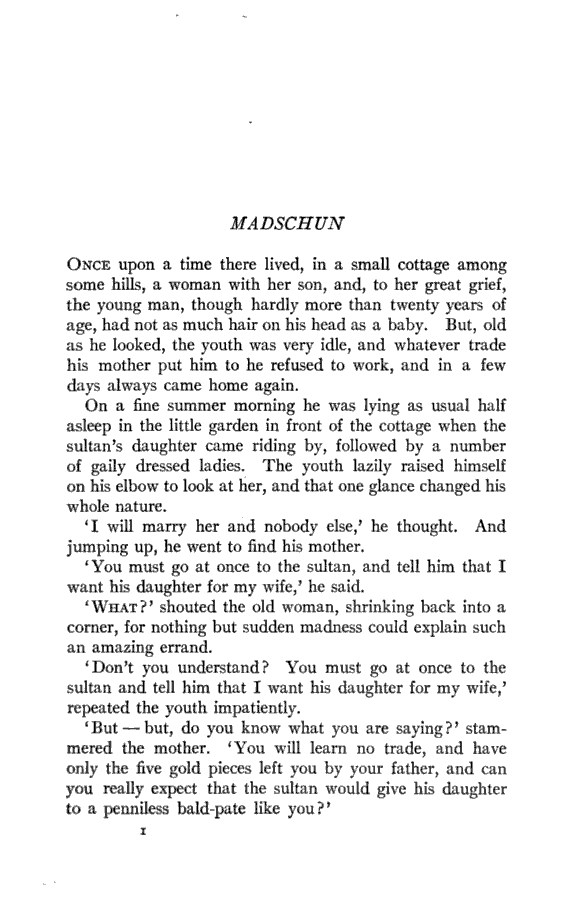 MADSCHUN
ONCE upon a time there lived, in a small cottage among
some hills, a woman with her son, and, to her great grief,
the young man, though hardly more than twenty years of
age, had not as much hair on his head as a baby. But, old
as he looked, the youth was very idle, and whatever trade
his mother put him to he refused to work, and in a few
days always came home again.
On a fine summer morning he was lying as usual half
asleep in the little garden in front of the cottage when the
sultan's daughter came riding by, followed by a number
of gaily dressed ladies. The youth lazily raised himself
on his elbow to look at her, and that one glance changed his
whole nature.
'I will marry her and nobody else,' he thought. And
jumping up, he went to find his mother.
'You must go at once to the sultan, and tell him that I
want his daughter for my wife,' he said.
'WHAT?' shouted the old woman, shrinking back into a
corner, for nothing but sudden madness could explain such
an amazing errand.
'Don't you understand? You must go at once to the
sultan and tell him that I want his daughter for my wife,'
repeated the youth impatiently.
'But — but, do you know what you are saying?' stam-
mered the mother. 'You will learn no trade, and have
only the five gold pieces left you by your father, and can
you really expect that the sultan would give his daughter
to a penniless bald-pate like you?'
I